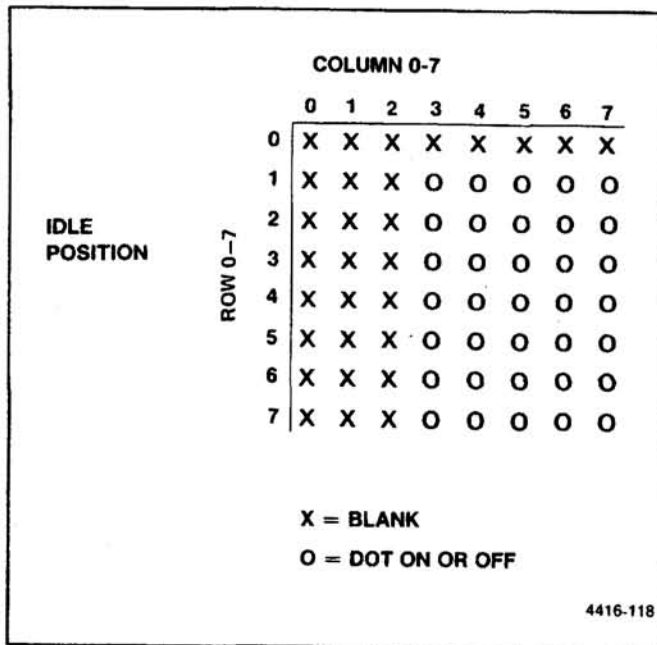 COLUMN 0-7
0 1 2 3 4 5 6 7
0 X X X X X X X X
1 X X X O O O O O
2 X X X O O O O O
3 X X X O O O O O
4 X X X O O O O O
5 X X X O O O O O
6 X X X O O O O O
7 X X X O O O O O
IDLE
POSITION
ROW 0–7
X = BLANK
O = DOT ON OR OFF
4416-118